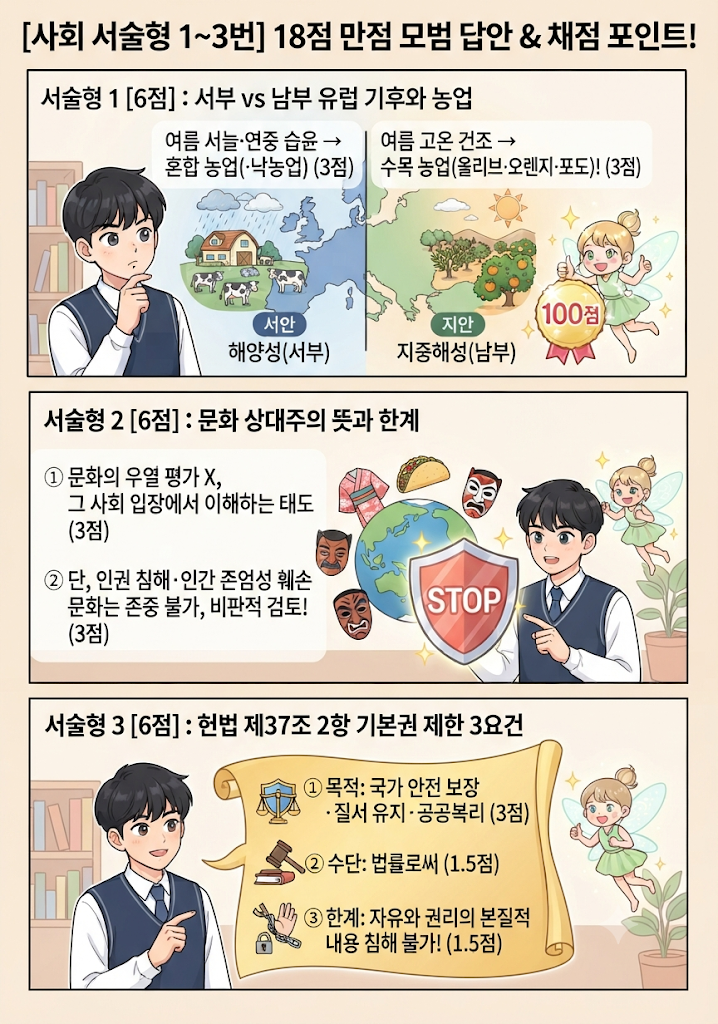 [사회 서술형 1~3번] 18점 만점 모범 답안 & 채점 포인트!
서술형 1 [6점] : 서부 vs 남부 유럽 기후와 농업
여름 서늘·연중 습윤 →
혼합 농업(·낙농업) (3점)
여름 고온 건조 →
수목 농업(올리브·오렌지·포도)! (3점)
100점
서안
해양성(서부)
지안
지중해성(남부)
서술형 2 [6점] : 문화 상대주의 뜻과 한계
① 문화의 우열 평가 X,
그 사회 입장에서 이해하는 태도
(3점)
② 단, 인권 침해·인간 존엄성 훼손
문화는 존중 불가, 비판적 검토!
(3점)
STOP
서술형 3 [6점] : 헌법 제37조 2항 기본권 제한 3요건
① 목적: 국가 안전 보장
·질서 유지·공공복리 (3점)
② 수단: 법률로써 (1.5점)
③ 한계: 자유와 권리의 본질적
내용 침해 불가! (1.5점)